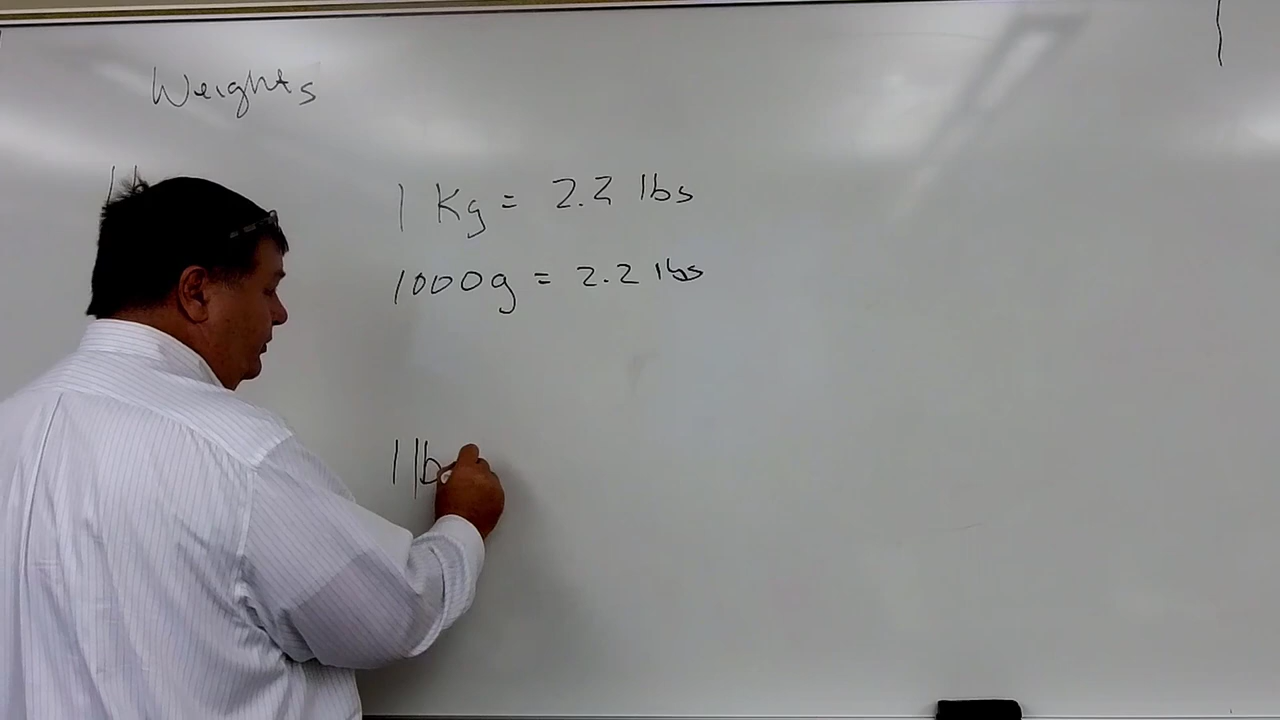 Weights
1 Kg = 2.2 lbs
1000g = 2.2 lbs
1 lb